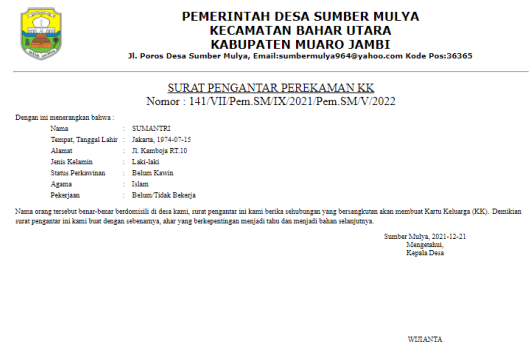 PEMERINTAH DESA SUMBER MULYA
KECAMATAN BAHAR UTARA
KABUPATEN MUARO JAMBI
Jl. Poros Desa Sumber Mulya, Email:sumbermulya964@yahoo.com Kode Pos:36365
SURAT PENGANTAR PEREKAMAN KK
Nomor : 141/VII/Pem.SM/IX/2021/Pem.SM/V/2022
Dengan ini menerangkan bahwa :
Nama : SUMANTRI
Tempat, Tanggal Lahir : Jakarta, 1974-07-15
Alamat : Jl. Kamboja RT.10
Jenis Kelamin : Laki-laki
Status Perkawinan : Belum Kawin
Agama : Islam
Pekerjaan : Belum/Tidak Bekerja
Nama orang tersebut benar-benar berdomisili di desa kami, surat pengantar ini kami berika sehubungan yang bersangkutan akan membuat Kartu Keluarga (KK). Demikian
surat pengantar ini kami buat dengan sebenarnya, ahar yang berkepentingan menjadi tahu dan menjadi bahan selanjutnya.
Sumber Mulya, 2021-12-21
Mengetahui,
Kepala Desa
WIJIANTA